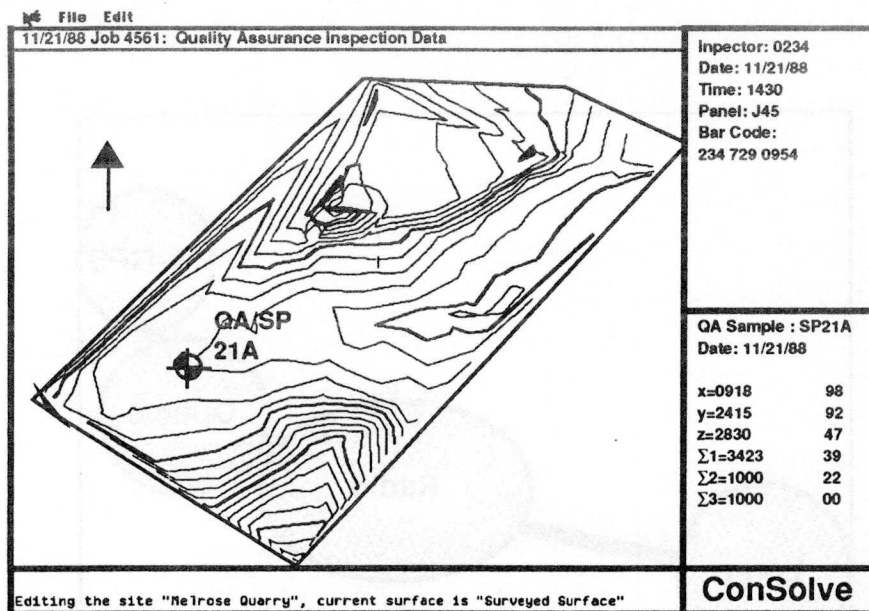 File Edit
11/21/88 Job 4561: Quality Assurance Inspection Data
Inpector: 0234
Date: 11/21/88
Time: 1430
Panel: J45
Bar Code:
234 729 0954
QA/SP
21A
QA Sample : SP21A
Date: 11/21/88
x=0918 98
y=2415 92
z=2830 47
∑1=3423 39
∑2=1000 22
∑3=1000 00
Editing the site "Melrose Quarry", current surface is "Surveyed Surface"
ConSolve